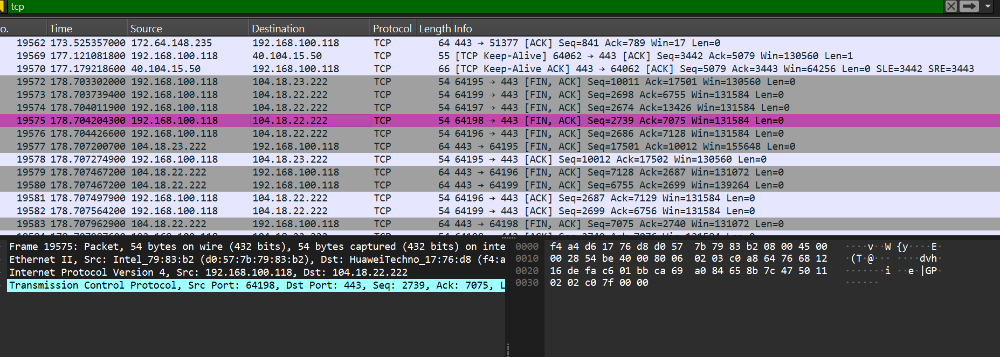 tcp
o. Time Source Destination Protocol Length Info
19562 173.525357000 172.64.148.235 192.168.100.118 TCP 64 443 → 51377 [ACK] Seq=841 Ack=789 Win=17 Len=0
19569 177.121081800 192.168.100.118 40.104.15.50 TCP 55 [TCP Keep-Alive] 64062 → 443 [ACK] Seq=3442 Ack=5079 Win=130560 Len=1
19570 177.179218600 40.104.15.50 192.168.100.118 TCP 66 [TCP Keep-Alive ACK] 443 → 64062 [ACK] Seq=5079 Ack=3443 Win=64256 Len=0 SLE=3442 SRE=3443
19572 178.703302000 192.168.100.118 104.18.23.222 TCP 54 64195 → 443 [FIN, ACK] Seq=10011 Ack=17501 Win=130560 Len=0
19573 178.703739400 192.168.100.118 104.18.22.222 TCP 54 64199 → 443 [FIN, ACK] Seq=2698 Ack=6755 Win=131584 Len=0
19574 178.704011900 192.168.100.118 104.18.22.222 TCP 54 64197 → 443 [FIN, ACK] Seq=2674 Ack=13426 Win=131584 Len=0
19575 178.704204300 192.168.100.118 104.18.22.222 TCP 54 64198 → 443 [FIN, ACK] Seq=2739 Ack=7075 Win=131584 Len=0
19576 178.704426600 192.168.100.118 104.18.22.222 TCP 54 64196 → 443 [FIN, ACK] Seq=2686 Ack=7128 Win=131584 Len=0
19577 178.707200700 104.18.23.222 192.168.100.118 TCP 64 443 → 64195 [FIN, ACK] Seq=17501 Ack=10012 Win=155648 Len=0
19578 178.707274900 192.168.100.118 104.18.23.222 TCP 54 64195 → 443 [ACK] Seq=10012 Ack=17502 Win=130560 Len=0
19579 178.707467200 104.18.22.222 192.168.100.118 TCP 64 443 → 64196 [FIN, ACK] Seq=7128 Ack=2687 Win=131072 Len=0
19580 178.707467200 104.18.22.222 192.168.100.118 TCP 64 443 → 64199 [FIN, ACK] Seq=6755 Ack=2699 Win=139264 Len=0
19581 178.707497900 192.168.100.118 104.18.22.222 TCP 54 64196 → 443 [ACK] Seq=2687 Ack=7129 Win=131584 Len=0
19582 178.707564200 192.168.100.118 104.18.22.222 TCP 54 64199 → 443 [ACK] Seq=2699 Ack=6756 Win=131584 Len=0
19583 178.707962900 104.18.22.222 192.168.100.118 TCP 64 443 → 64198 [FIN, ACK] Seq=7075 Ack=2740 Win=131072 Len=0
Frame 19575: Packet, 54 bytes on wire (432 bits), 54 bytes captured (432 bits) on inte
Ethernet II, Src: Intel_79:83:b2 (d0:57:7b:79:83:b2), Dst: HuaweiTechno_17:76:d8 (f4:a
Internet Protocol Version 4, Src: 192.168.100.118, Dst: 104.18.22.222
Transmission Control Protocol, Src Port: 64198, Dst Port: 443, Seq: 2739, Ack: 7075, L
0000 f4 a4 d6 17 76 d8 d0 57 7b 79 83 b2 08 00 45 00 ····v··W {y····E·
0010 00 28 54 be 40 00 80 06 02 03 c0 a8 64 76 68 12 ·(T·@··· ····dvh·
0020 16 de fa c6 01 bb ca 69 a0 84 65 8b 7c 47 50 11 ·······i ··e·|GP·
0030 02 02 c0 7f 00 00 ······